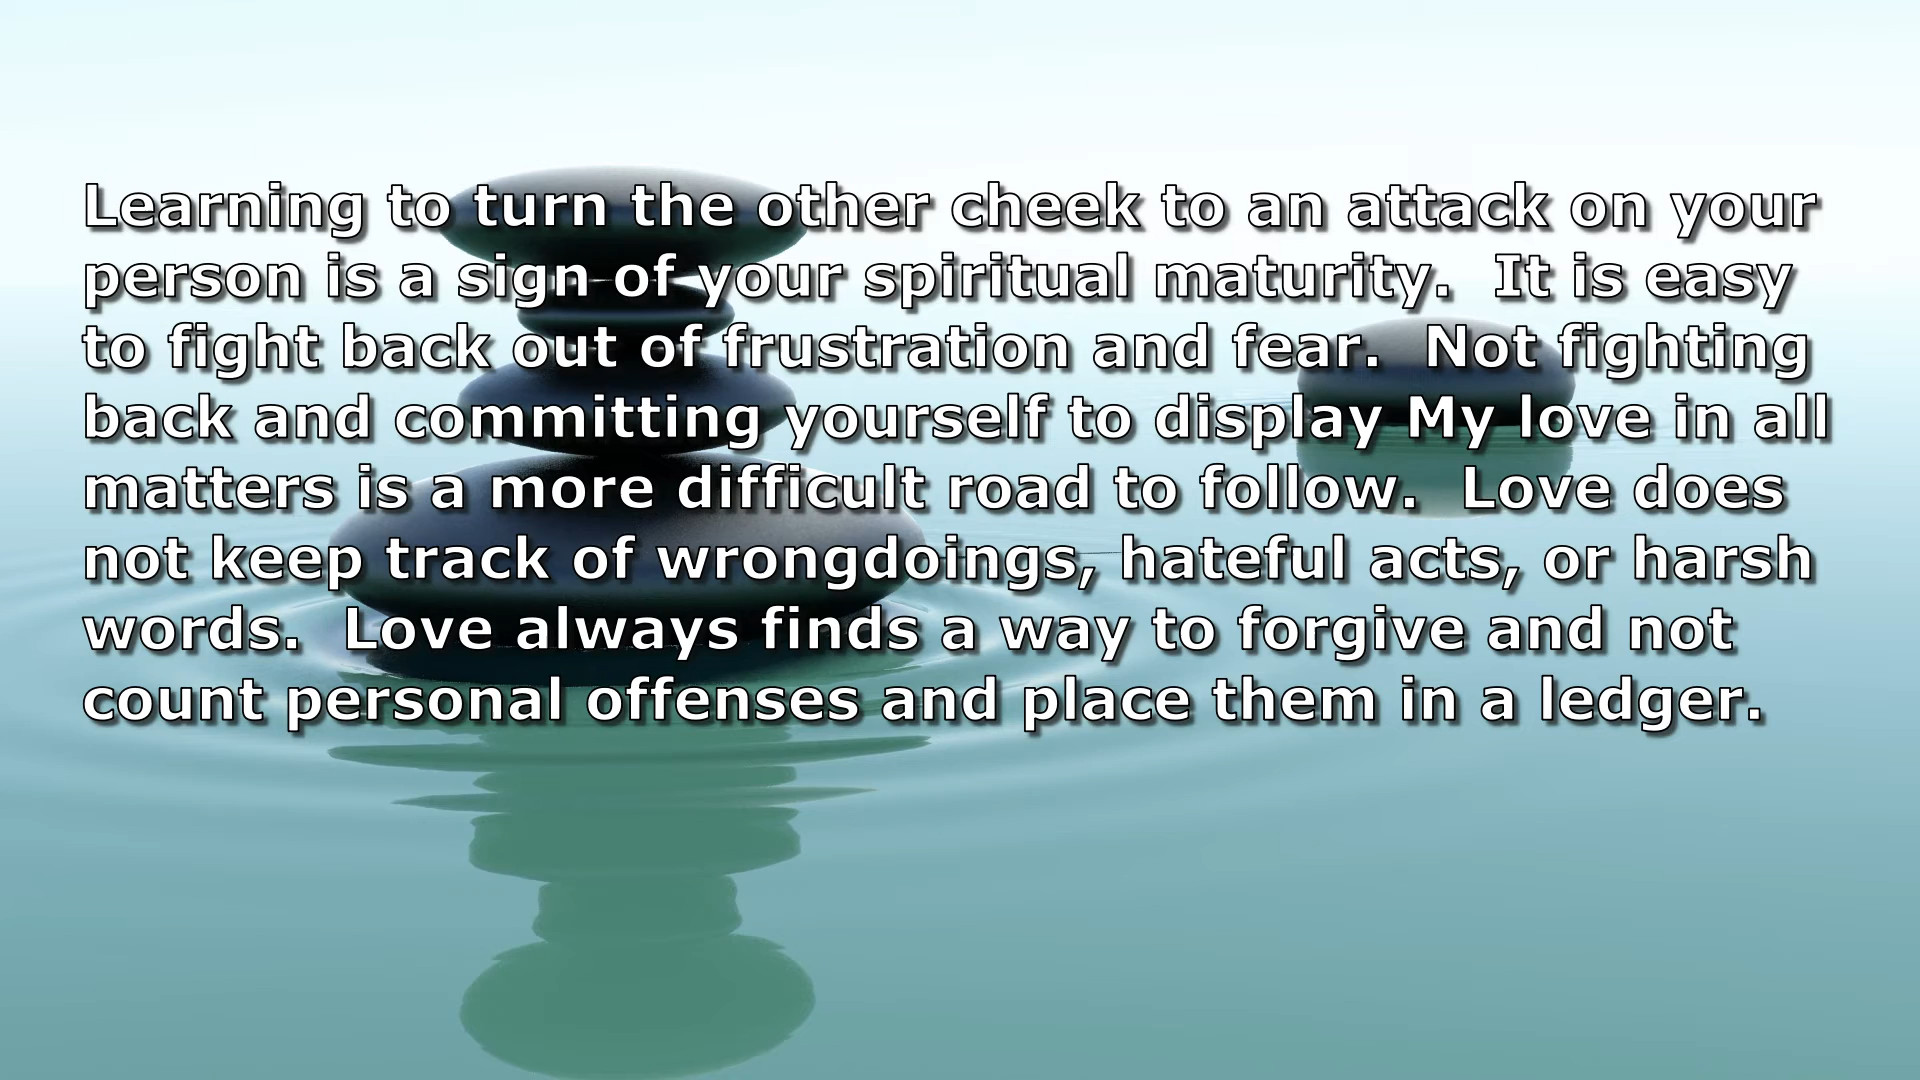 Learning to turn the other cheek to an attack on your
person is a sign of your spiritual maturity.  It is easy
to fight back out of frustration and fear.  Not fighting
back and committing yourself to display My love in all
matters is a more difficult road to follow.  Love does
not keep track of wrongdoings, hateful acts, or harsh
words.  Love always finds a way to forgive and not
count personal offenses and place them in a ledger.